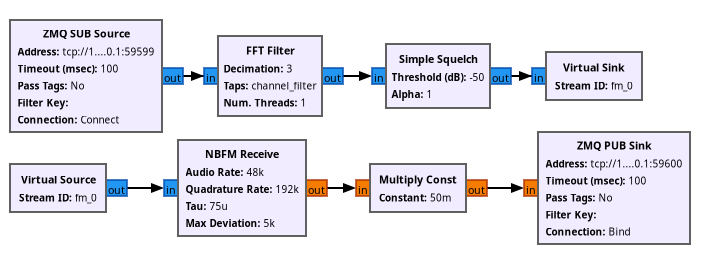 ZMQ SUB Source
Address: tcp://1....0.1:59599
Timeout (msec): 100
Pass Tags: No
Filter Key:
Connection: Connect
out
in
FFT Filter
Decimation: 3
Taps: channel_filter
Num. Threads: 1
out
in
Simple Squelch
Threshold (dB): -50
Alpha: 1
out
in
Virtual Sink
Stream ID: fm_0
Virtual Source
Stream ID: fm_0
out
in
NBFM Receive
Audio Rate: 48k
Quadrature Rate: 192k
Tau: 75u
Max Deviation: 5k
out
in
Multiply Const
Constant: 50m
out
in
ZMQ PUB Sink
Address: tcp://1....0.1:59600
Timeout (msec): 100
Pass Tags: No
Filter Key:
Connection: Bind